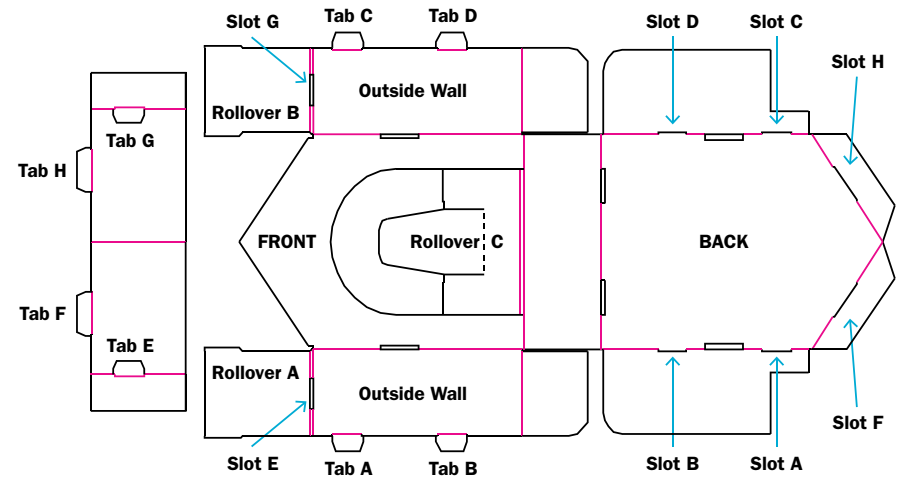 Slot G
Tab C
Tab D
Slot D
Slot C
Slot H
Outside Wall
Rollover B
Tab G
Tab H
FRONT
Rollover C
BACK
Tab F
Tab E
Rollover A
Outside Wall
Slot E
Tab A
Tab B
Slot B
Slot A
Slot F